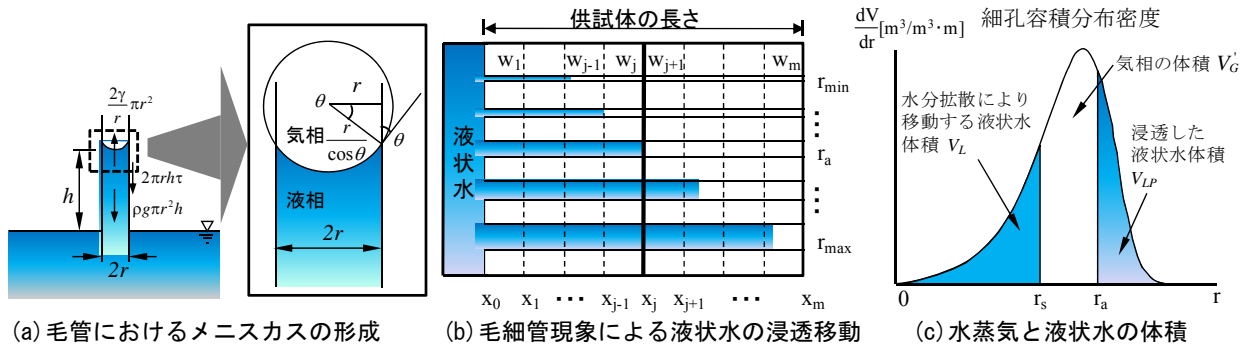 2γ/r πr²
h
2πrhτ
ρgπr²h
2r
θ
r
気相
r/cosθ
θ
液相
2r
(a) 毛管におけるメニスカスの形成
供試体の長さ
w1 wj-1 wj wj+1 wm
液状水
rmin
⋮
ra
⋮
rmax
x0 x1 ⋯ xj-1 xj xj+1 ⋯ xm
(b) 毛細管現象による液状水の浸透移動
dV/dr [m³/m³·m]
細孔容積分布密度
気相の体積 V'G
水分拡散により
移動する液状水
体積 VL
浸透した
液状水体積
VLP
0 rs ra r
(c) 水蒸気と液状水の体積